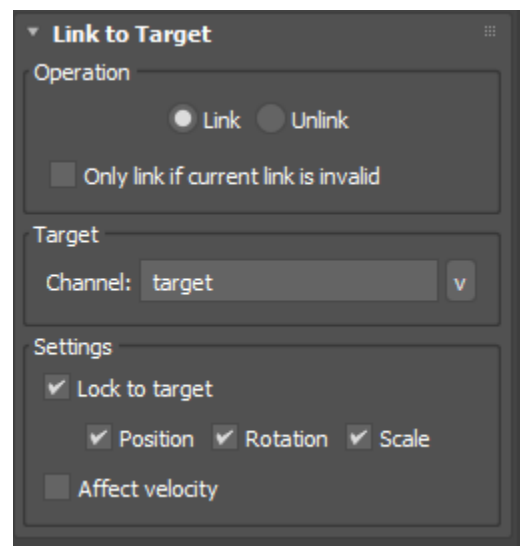 Link to Target
Operation
Link Unlink
Only link if current link is invalid
Target
Channel: target v
Settings
Lock to target
Position Rotation Scale
Affect velocity